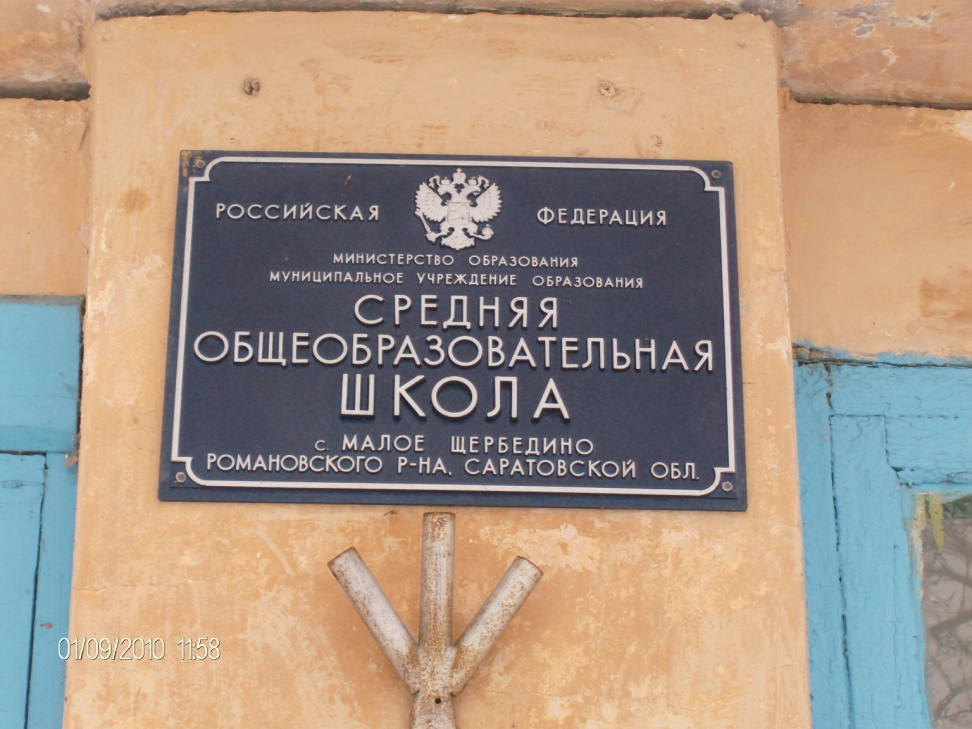 РОССИЙСКАЯ ФЕДЕРАЦИЯ
МИНИСТЕРСТВО ОБРАЗОВАНИЯ
МУНИЦИПАЛЬНОЕ УЧРЕЖДЕНИЕ ОБРАЗОВАНИЯ
СРЕДНЯЯ
ОБЩЕОБРАЗОВАТЕЛЬНАЯ
ШКОЛА
с. МАЛОЕ ЩЕРБЕДИНО
РОМАНОВСКОГО Р-НА, САРАТОВСКОЙ ОБЛ.
01/09/2010 11:58